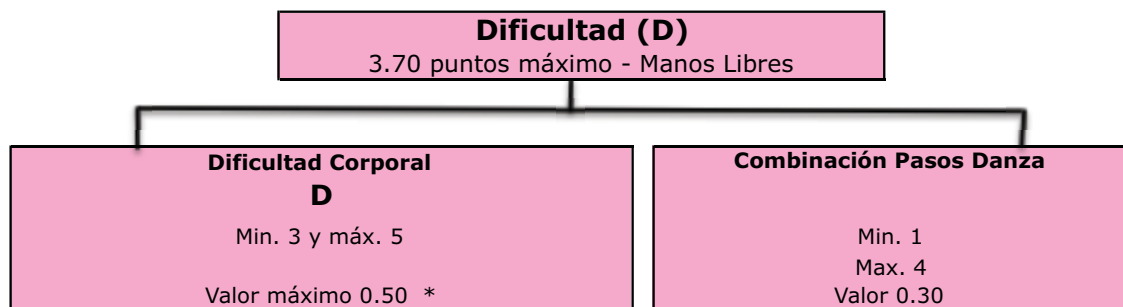 Dificultad (D)
3.70 puntos máximo - Manos Libres
Dificultad Corporal
D
Min. 3 y máx. 5
Valor máximo 0.50 *
Combinación Pasos Danza
Min. 1
Max. 4
Valor 0.30